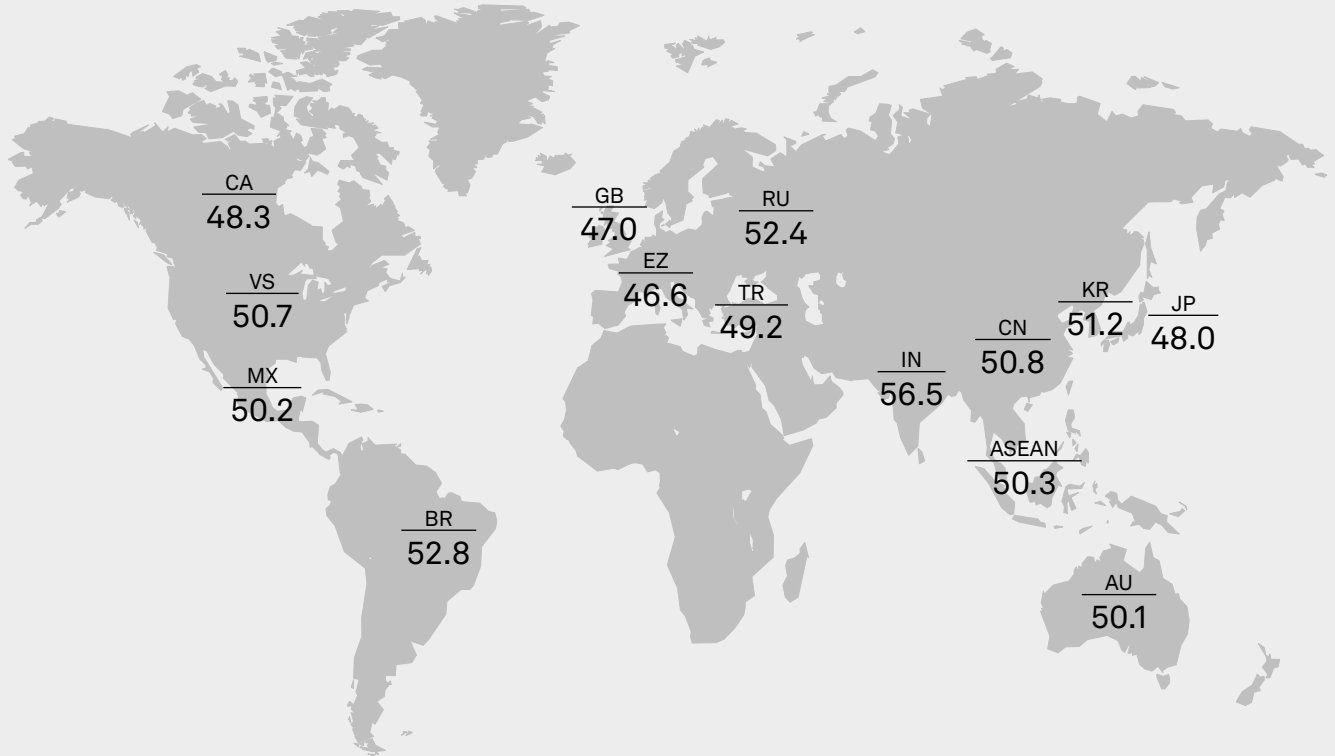 CA
48.3
GB
47.0
RU
52.4
EZ
46.6
VS
50.7
TR
49.2
KR
51.2
JP
48.0
CN
50.8
IN
56.5
MX
50.2
ASEAN
50.3
BR
52.8
AU
50.1